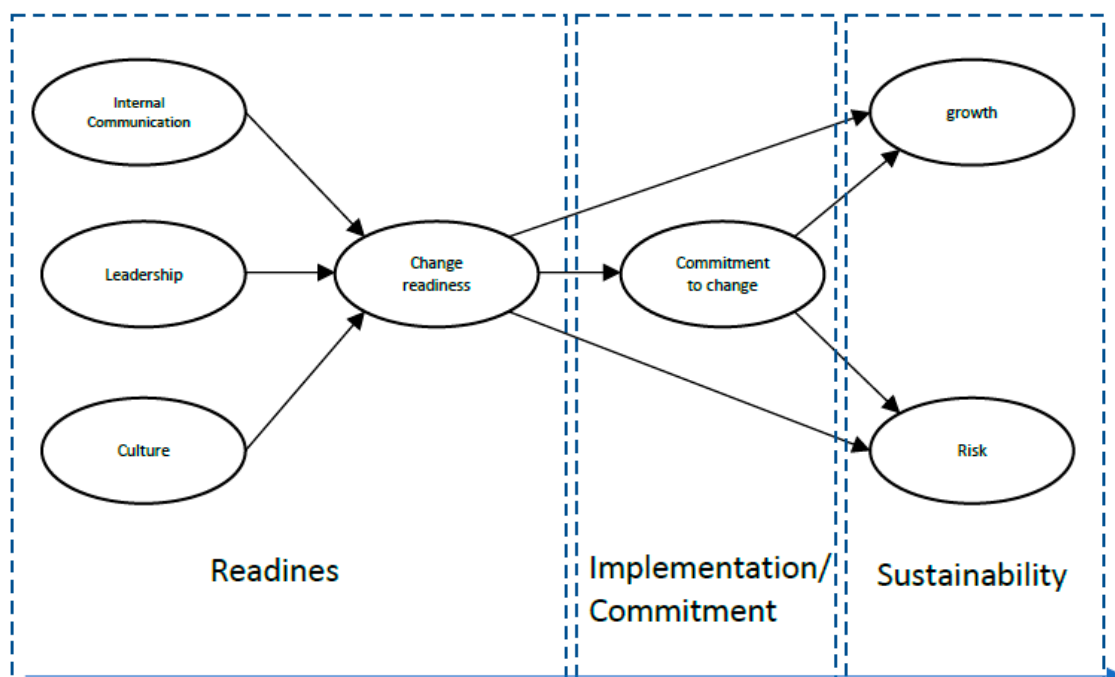 Internal
Communication
growth
Leadership
Change
readiness
Commitment
to change
Culture
Risk
Readines
Implementation/
Commitment
Sustainability